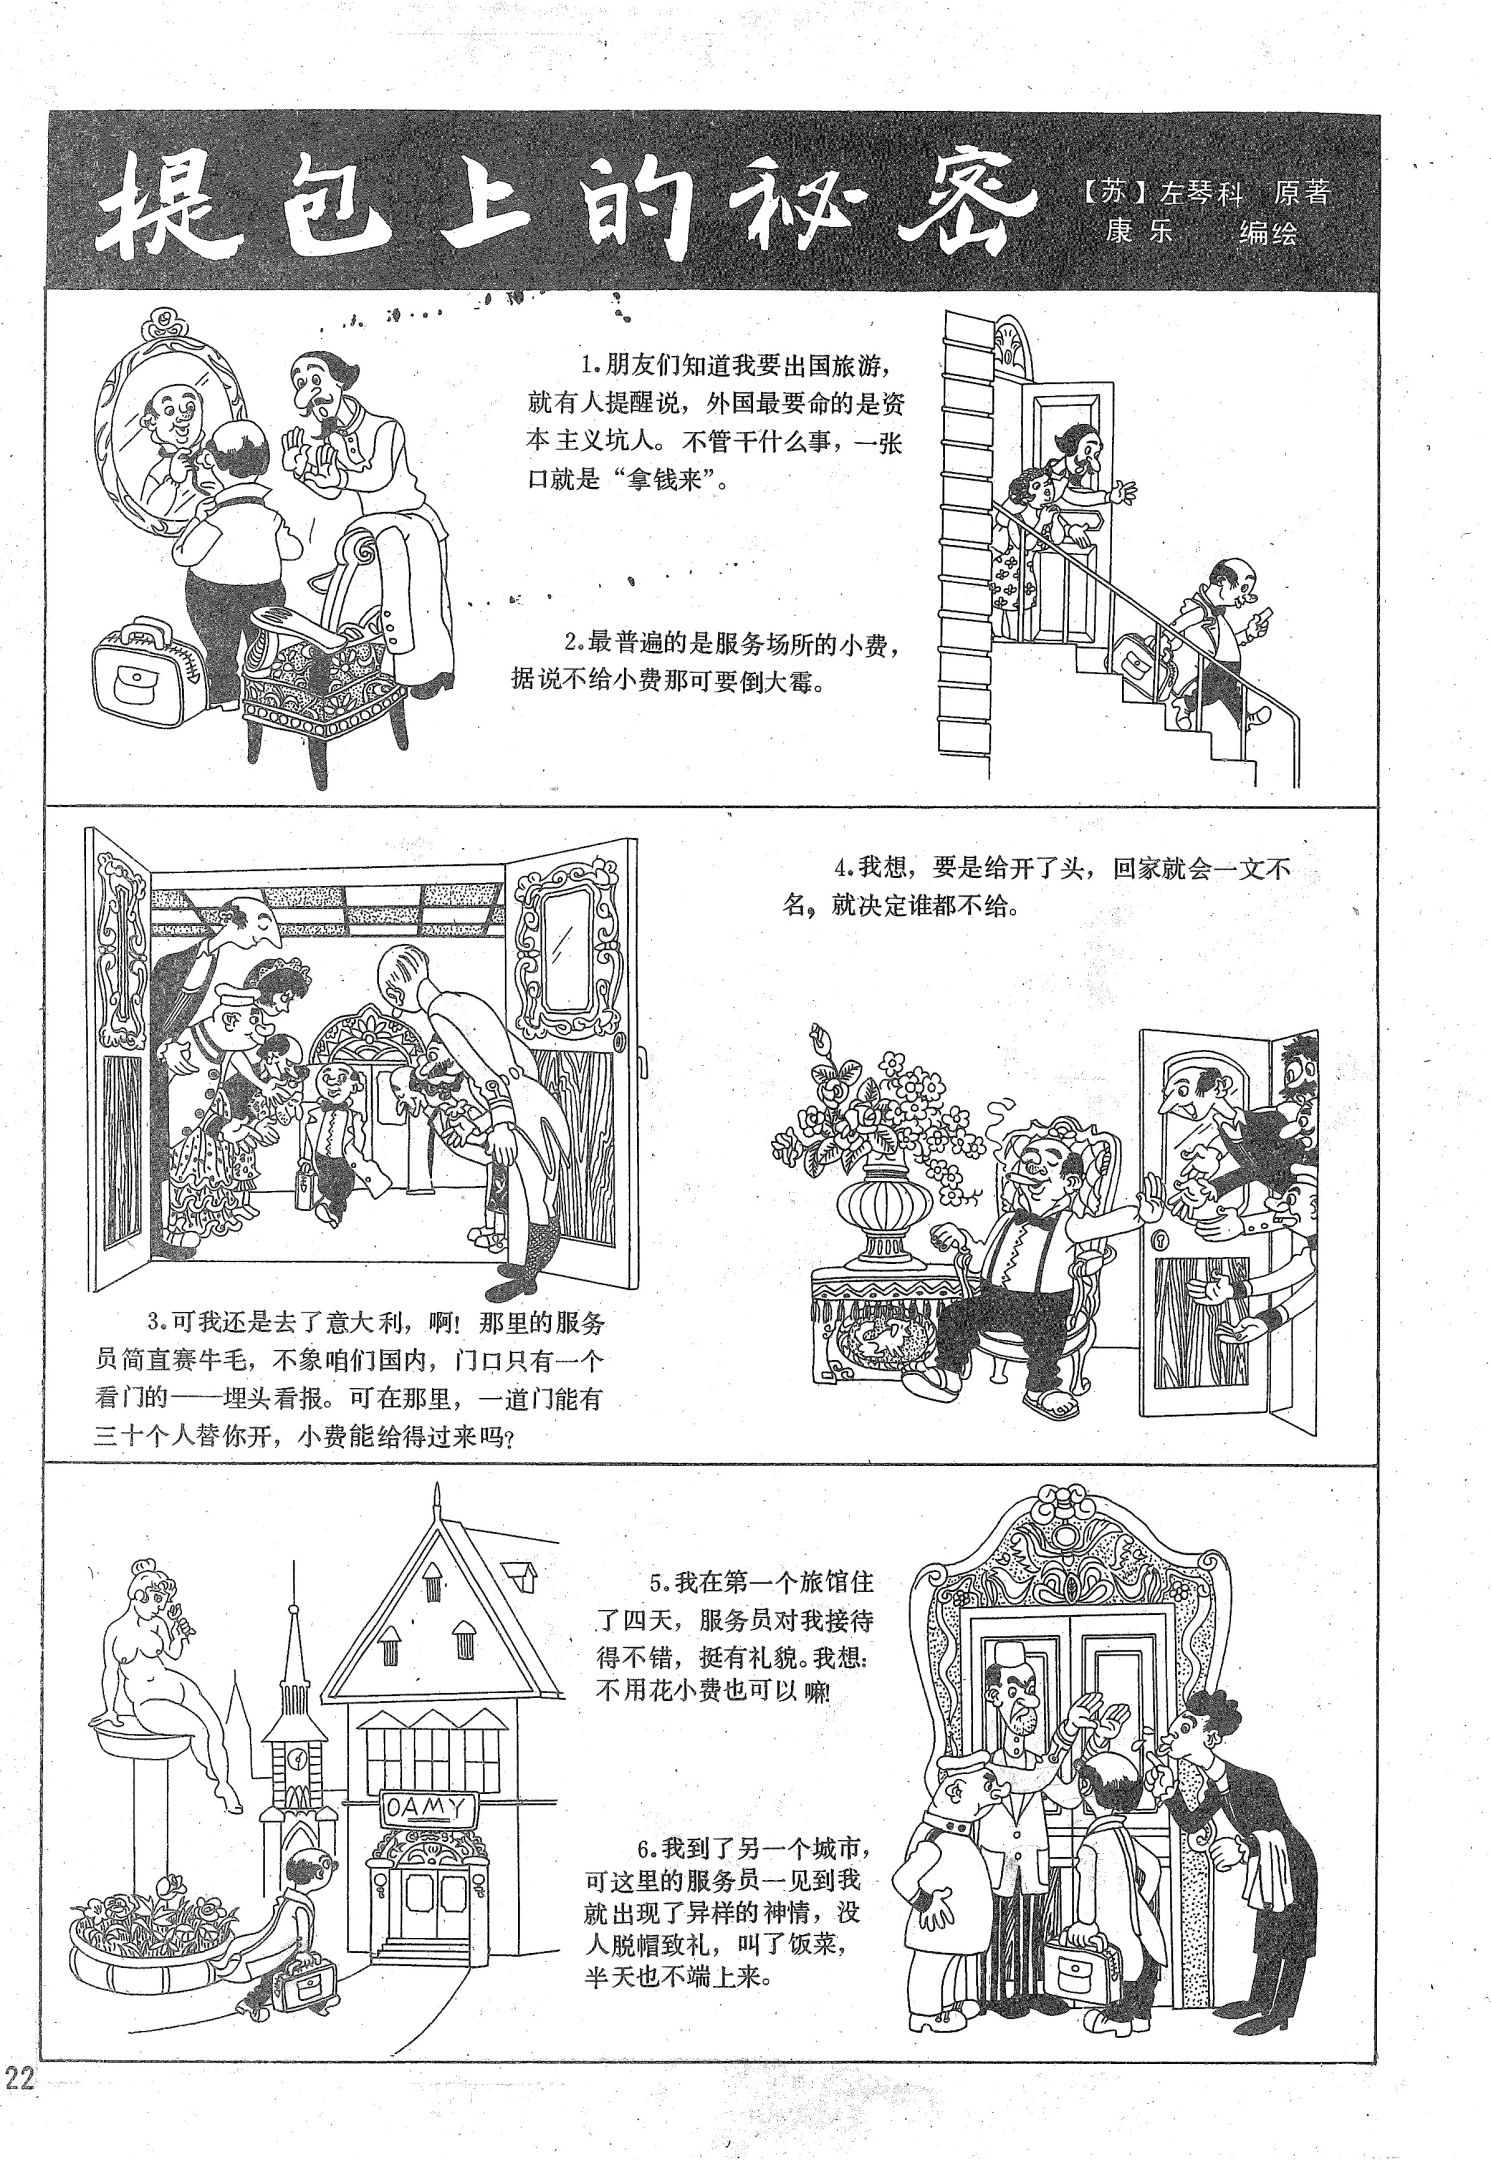 提包上的秘密
【苏】左琴科 原著
康乐 编绘
1.朋友们知道我要出国旅游，
就有人提醒说，外国最要命的是资
本主义坑人。不管干什么事，一张
口就是“拿钱来”。
2.最普遍的是服务场所的小费，
据说不给小费那可要倒大霉。
3.可我还是去了意大利，啊！那里的服务
员简直赛牛毛，不象咱们国内，门口只有一个
看门的——埋头看报。可在那里，一道门能有
三十个人替你开，小费能给得过来吗？
4.我想，要是给开了头，回家就会一文不
名，就决定谁都不给。
5.我在第一个旅馆住
了四天，服务员对我接待
得不错，挺有礼貌。我想：
不用花小费也可以嘛！
OAMY
6.我到了另一个城市，
可这里的服务员一见到我
就出现了异样的神情，没
人脱帽致礼，叫了饭菜，
半天也不端上来。
22